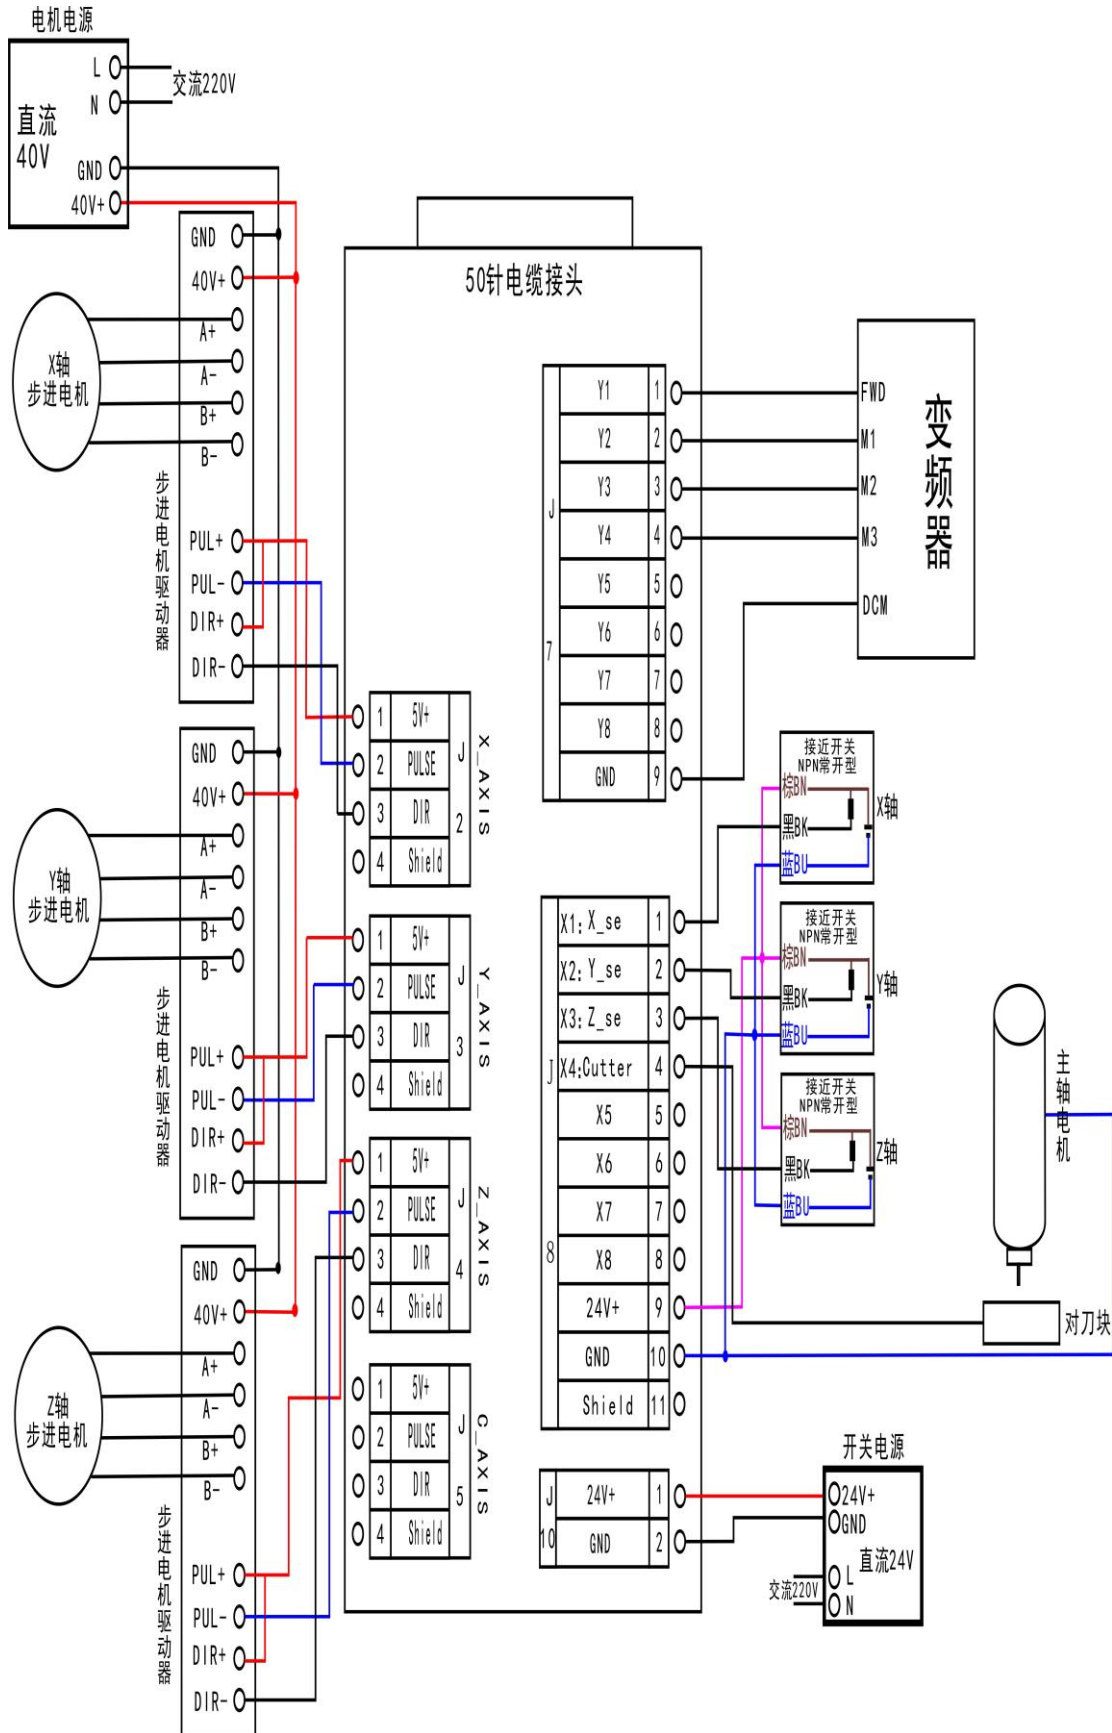 电机电源
L
N
交流220V
直流
40V
GND
40V+
GND
40V+
A+
A-
B+
B-
PUL+
PUL-
DIR+
DIR-
X轴
步进电机
步进电机驱动器
GND
40V+
A+
A-
B+
B-
PUL+
PUL-
DIR+
DIR-
Y轴
步进电机
步进电机驱动器
GND
40V+
A+
A-
B+
B-
PUL+
PUL-
DIR+
DIR-
Z轴
步进电机
步进电机驱动器
50针电缆接头
1 5V+
2 PULSE
3 DIR
4 Shield
J2
X_AXIS
1 5V+
2 PULSE
3 DIR
4 Shield
J3
Y_AXIS
1 5V+
2 PULSE
3 DIR
4 Shield
J4
Z_AXIS
1 5V+
2 PULSE
3 DIR
4 Shield
J5
C_AXIS
J7
Y1 1
Y2 2
Y3 3
Y4 4
Y5 5
Y6 6
Y7 7
Y8 8
GND 9
FWD
M1
M2
M3
DCM
变频器
J8
X1: X_se 1
X2: Y_se 2
X3: Z_se 3
X4:Cutter 4
X5 5
X6 6
X7 7
X8 8
24V+ 9
GND 10
Shield 11
J10
24V+ 1
GND 2
接近开关
NPN常开型
棕BN
黑BK
蓝BU
X轴
接近开关
NPN常开型
棕BN
黑BK
蓝BU
Y轴
接近开关
NPN常开型
棕BN
黑BK
蓝BU
Z轴
主轴电机
对刀块
开关电源
24V+
GND
直流24V
交流220V
L
N